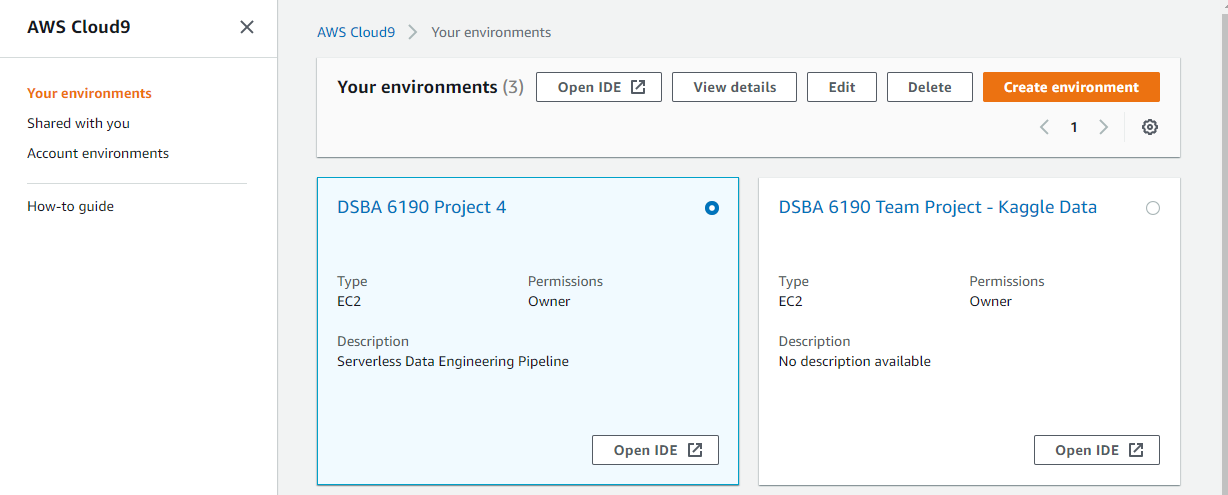 AWS Cloud9
Your environments
Shared with you
Account environments
How-to guide
AWS Cloud9 Your environments
Your environments (3) Open IDE View details Edit Delete Create environment
1
DSBA 6190 Project 4
Type Permissions
EC2 Owner
Description
Serverless Data Engineering Pipeline
Open IDE
DSBA 6190 Team Project - Kaggle Data
Type Permissions
EC2 Owner
Description
No description available
Open IDE